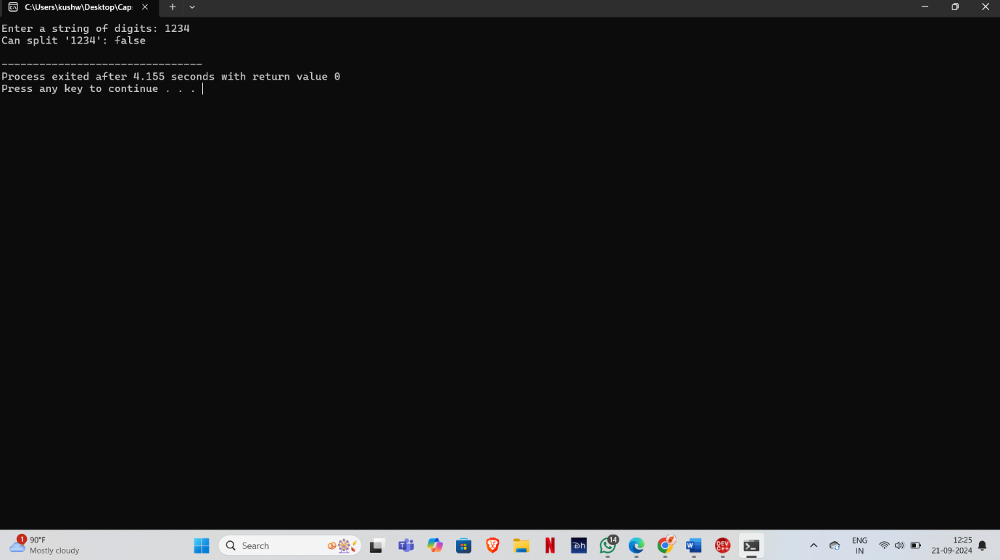 C:\Users\kushw\Desktop\Cap
Enter a string of digits: 1234
Can split '1234': false
--------------------------------
Process exited after 4.155 seconds with return value 0
Press any key to continue . . .
1
90°F
Mostly cloudy
Search
14
DEV
C++
ENG
IN
12:25
21-09-2024